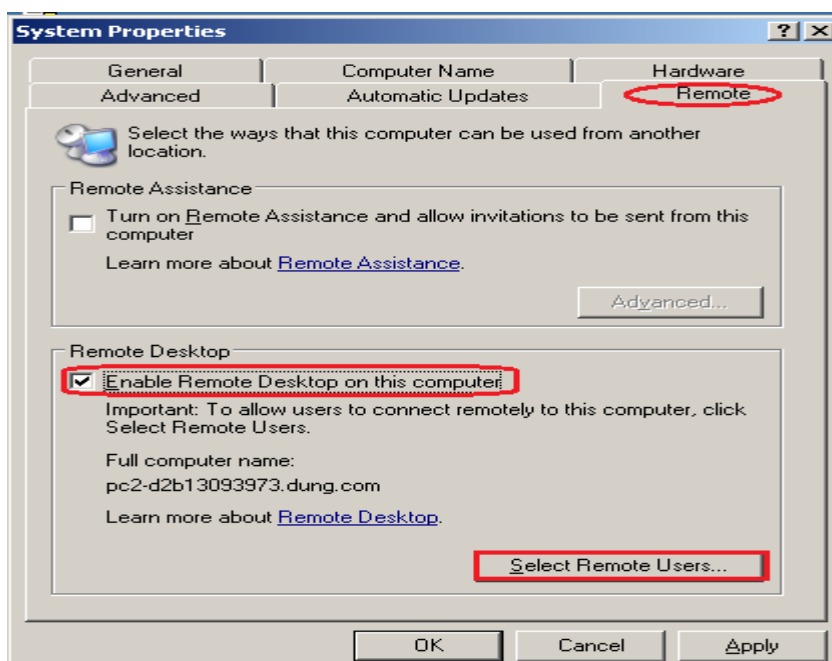 System Properties
General Computer Name Hardware
Advanced Automatic Updates Remote
Select the ways that this computer can be used from another
location.
Remote Assistance
Turn on Remote Assistance and allow invitations to be sent from this
computer
Learn more about Remote Assistance.
Advanced...
Remote Desktop
Enable Remote Desktop on this computer
Important: To allow users to connect remotely to this computer, click
Select Remote Users.
Full computer name:
pc2-d2b13093973.dung.com
Learn more about Remote Desktop.
Select Remote Users...
OK Cancel Apply